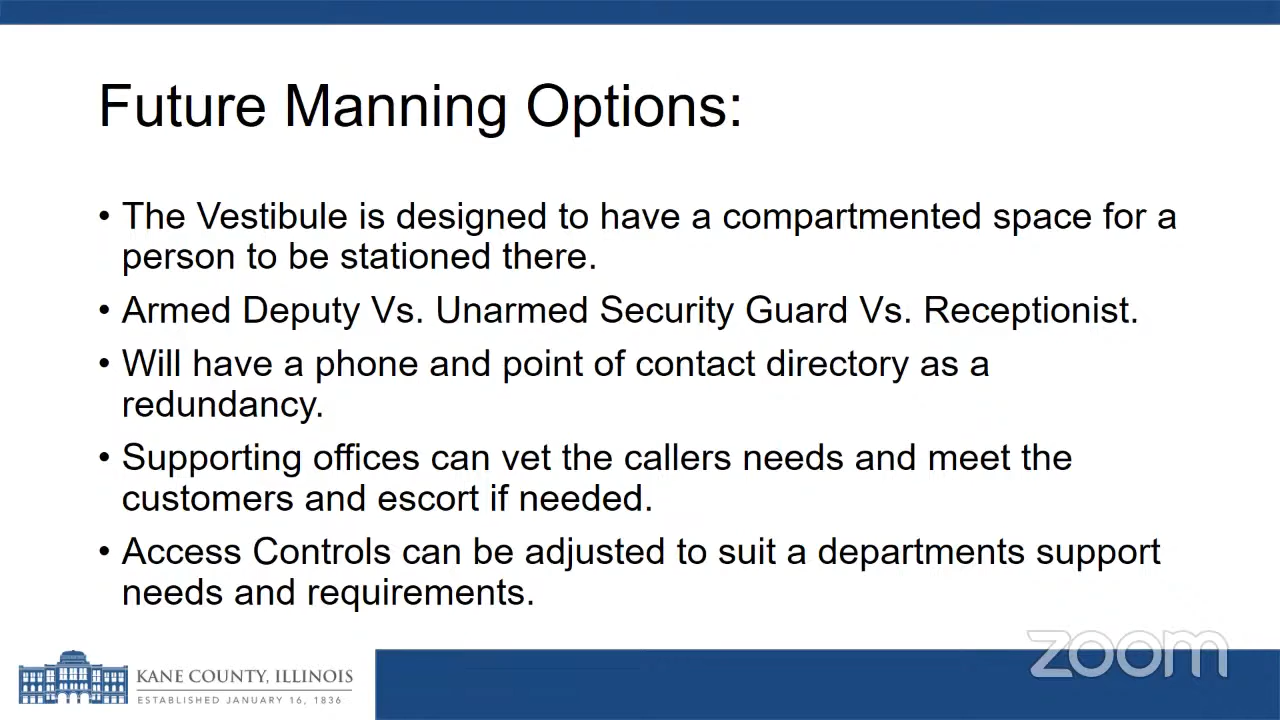 Future Manning Options:
• The Vestibule is designed to have a compartmented space for a
person to be stationed there.
• Armed Deputy Vs. Unarmed Security Guard Vs. Receptionist.
• Will have a phone and point of contact directory as a
redundancy.
• Supporting offices can vet the callers needs and meet the
customers and escort if needed.
• Access Controls can be adjusted to suit a departments support
needs and requirements.
KANE COUNTY, ILLINOIS
ESTABLISHED JANUARY 16, 1836
zoom